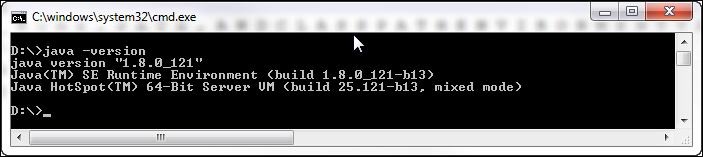 C:\windows\system32\cmd.exe
D:\>java -version
java version "1.8.0_121"
Java(TM) SE Runtime Environment (build 1.8.0_121-b13)
Java HotSpot(TM) 64-Bit Server VM (build 25.121-b13, mixed mode)
D:\>_